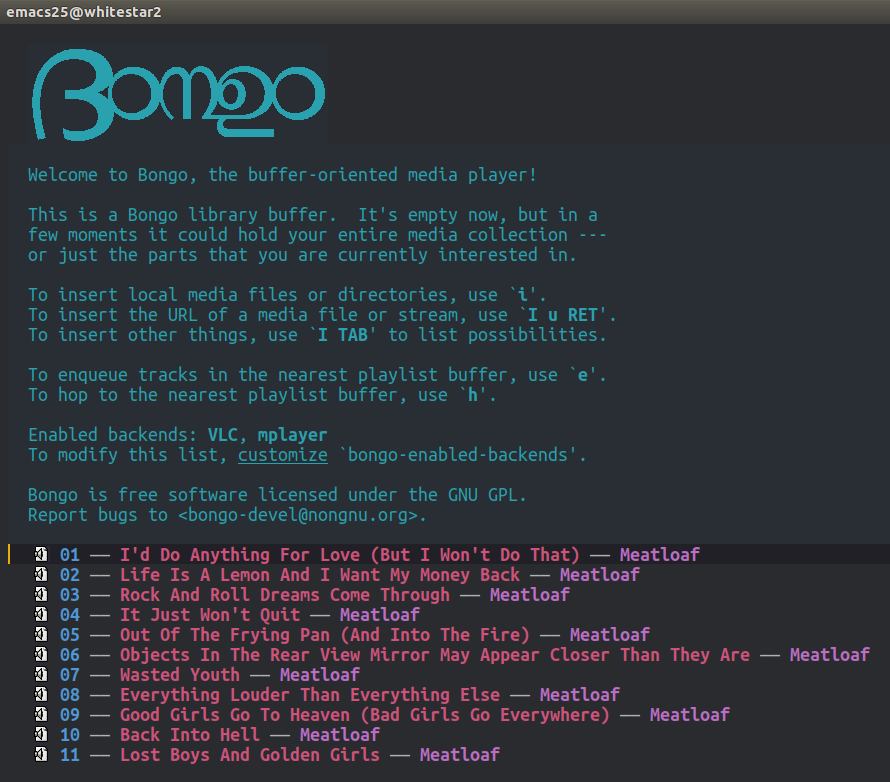 emacs25@whitestar2
Bongo
Welcome to Bongo, the buffer-oriented media player!
This is a Bongo library buffer.  It's empty now, but in a
few moments it could hold your entire media collection ---
or just the parts that you are currently interested in.
To insert local media files or directories, use `i'.
To insert the URL of a media file or stream, use `I u RET'.
To insert other things, use `I TAB' to list possibilities.
To enqueue tracks in the nearest playlist buffer, use `e'.
To hop to the nearest playlist buffer, use `h'.
Enabled backends: VLC, mplayer
To modify this list, customize `bongo-enabled-backends'.
Bongo is free software licensed under the GNU GPL.
Report bugs to <bongo-devel@nongnu.org>.
01 —— I'd Do Anything For Love (But I Won't Do That) —— Meatloaf
02 —— Life Is A Lemon And I Want My Money Back —— Meatloaf
03 —— Rock And Roll Dreams Come Through —— Meatloaf
04 —— It Just Won't Quit —— Meatloaf
05 —— Out Of The Frying Pan (And Into The Fire) —— Meatloaf
06 —— Objects In The Rear View Mirror May Appear Closer Than They Are —— Meatloaf
07 —— Wasted Youth —— Meatloaf
08 —— Everything Louder Than Everything Else —— Meatloaf
09 —— Good Girls Go To Heaven (Bad Girls Go Everywhere) —— Meatloaf
10 —— Back Into Hell —— Meatloaf
11 —— Lost Boys And Golden Girls —— Meatloaf